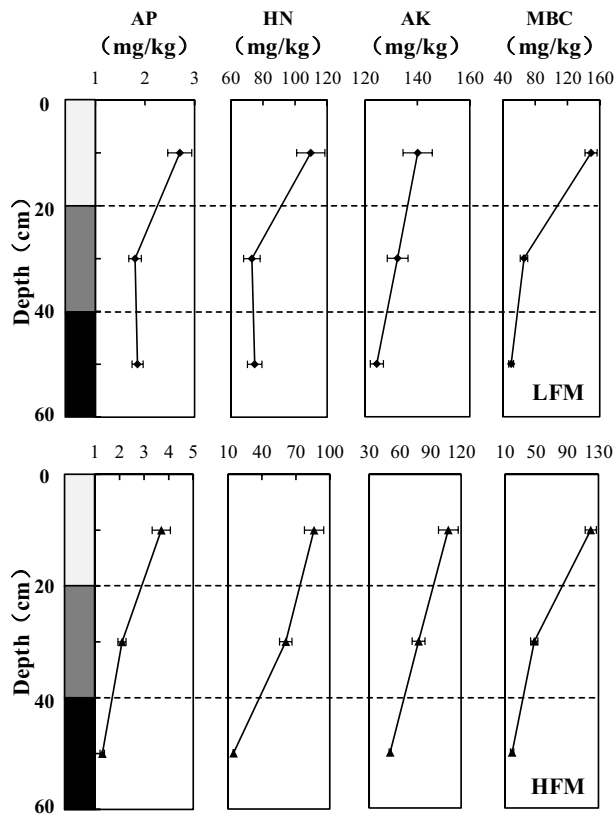 AP HN AK MBC
（mg/kg） （mg/kg） （mg/kg） （mg/kg）
1 2 3 60 80 100 120 120 140 160 40 80 120 160
0
20
40
60
Depth（cm）
LFM
1 2 3 4 5 10 40 70 100 30 60 90 120 10 50 90 130
0
20
40
60
Depth（cm）
HFM